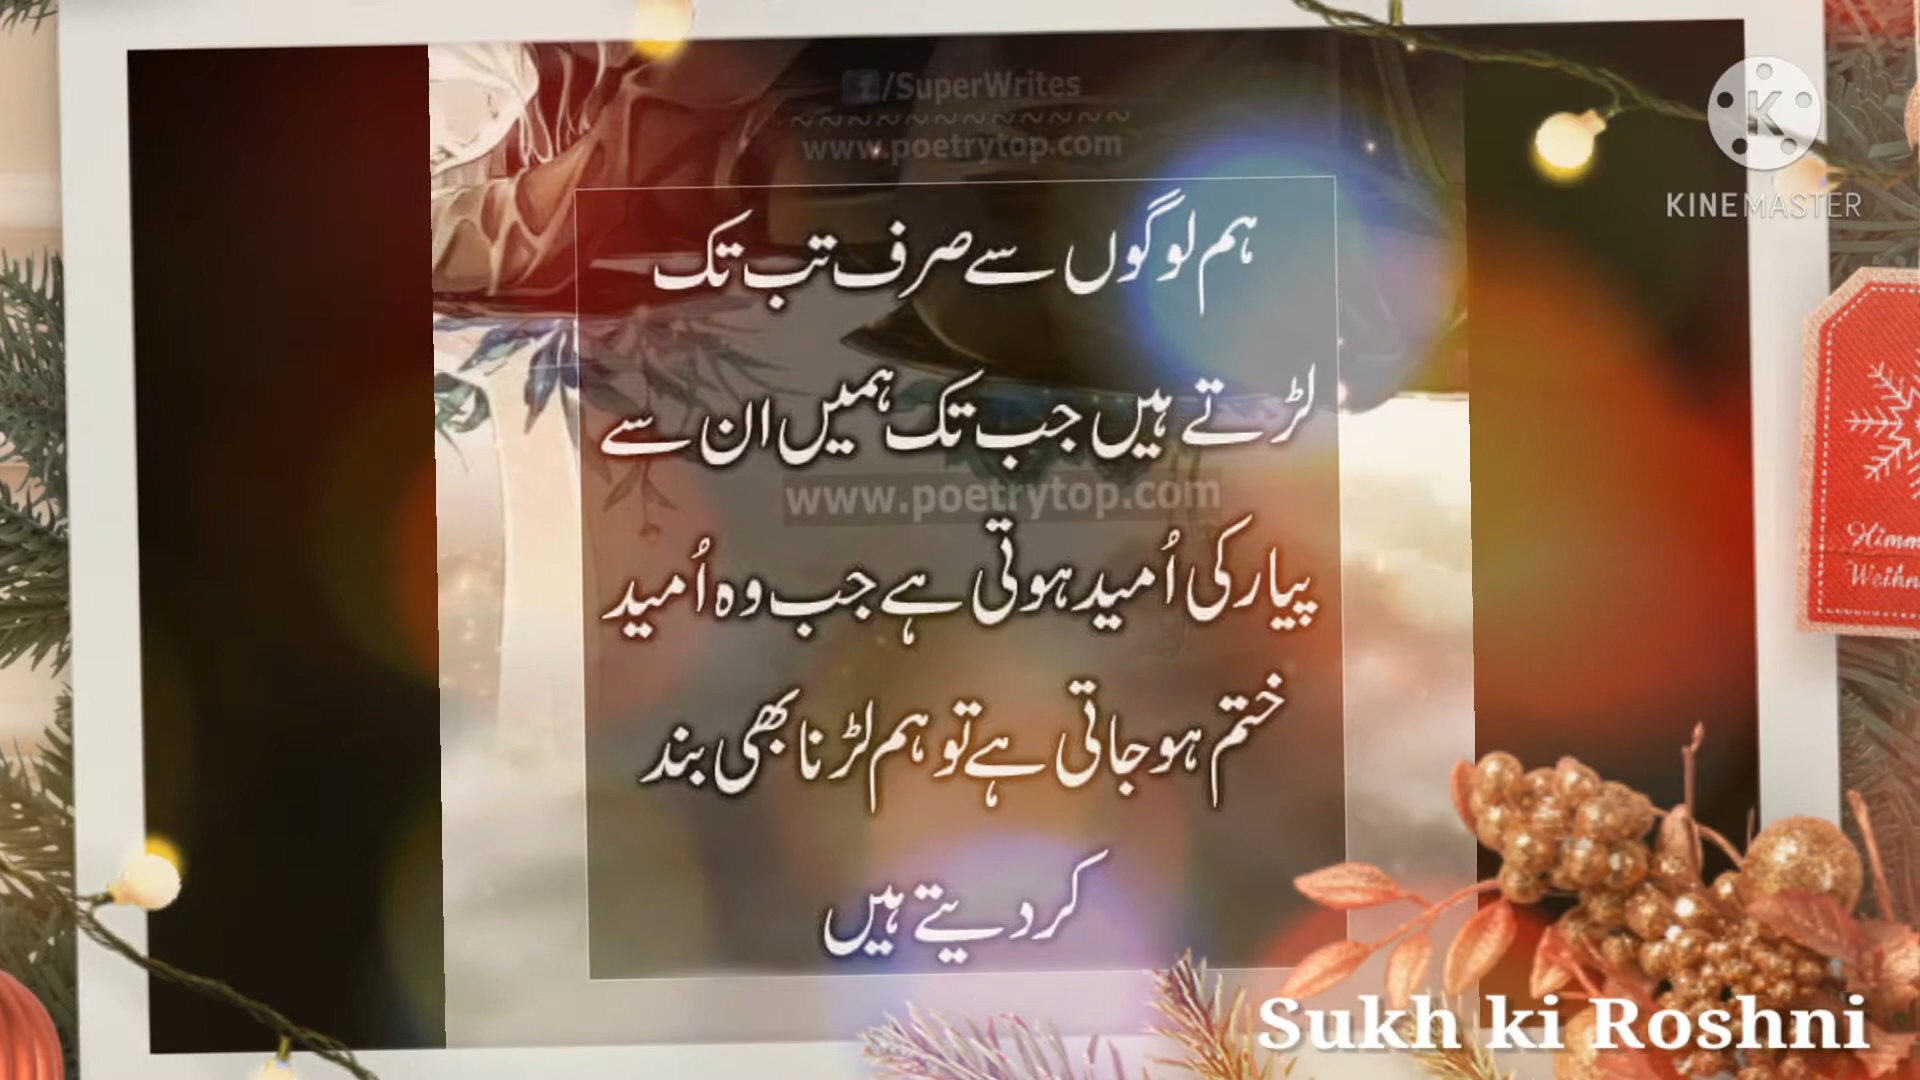 f/SuperWrites
~~~~~~~~~~~~
www.poetrytop.com
K
KINEMASTER
ہم لوگوں سے صرف تب تک
لڑتے ہیں جب تک ہمیں ان سے
www.poetrytop.com
پیار کی اُمید ہوتی ہے جب وہ اُمید
ختم ہو جاتی ہے تو ہم لڑنا بھی بند
کر دیتے ہیں
Sukh ki Roshni